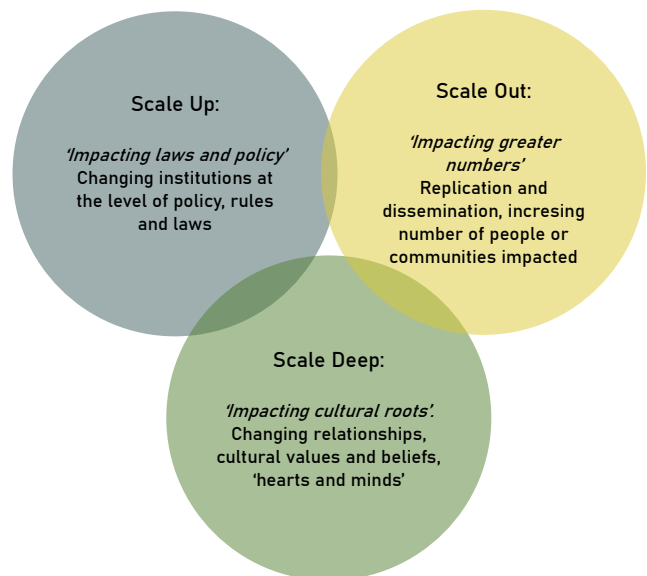 Scale Up:
'Impacting laws and policy'
Changing institutions at
the level of policy, rules
and laws
Scale Out:
'Impacting greater
numbers'
Replication and
dissemination, incresing
number of people or
communities impacted
Scale Deep:
'Impacting cultural roots'.
Changing relationships,
cultural values and beliefs,
'hearts and minds'